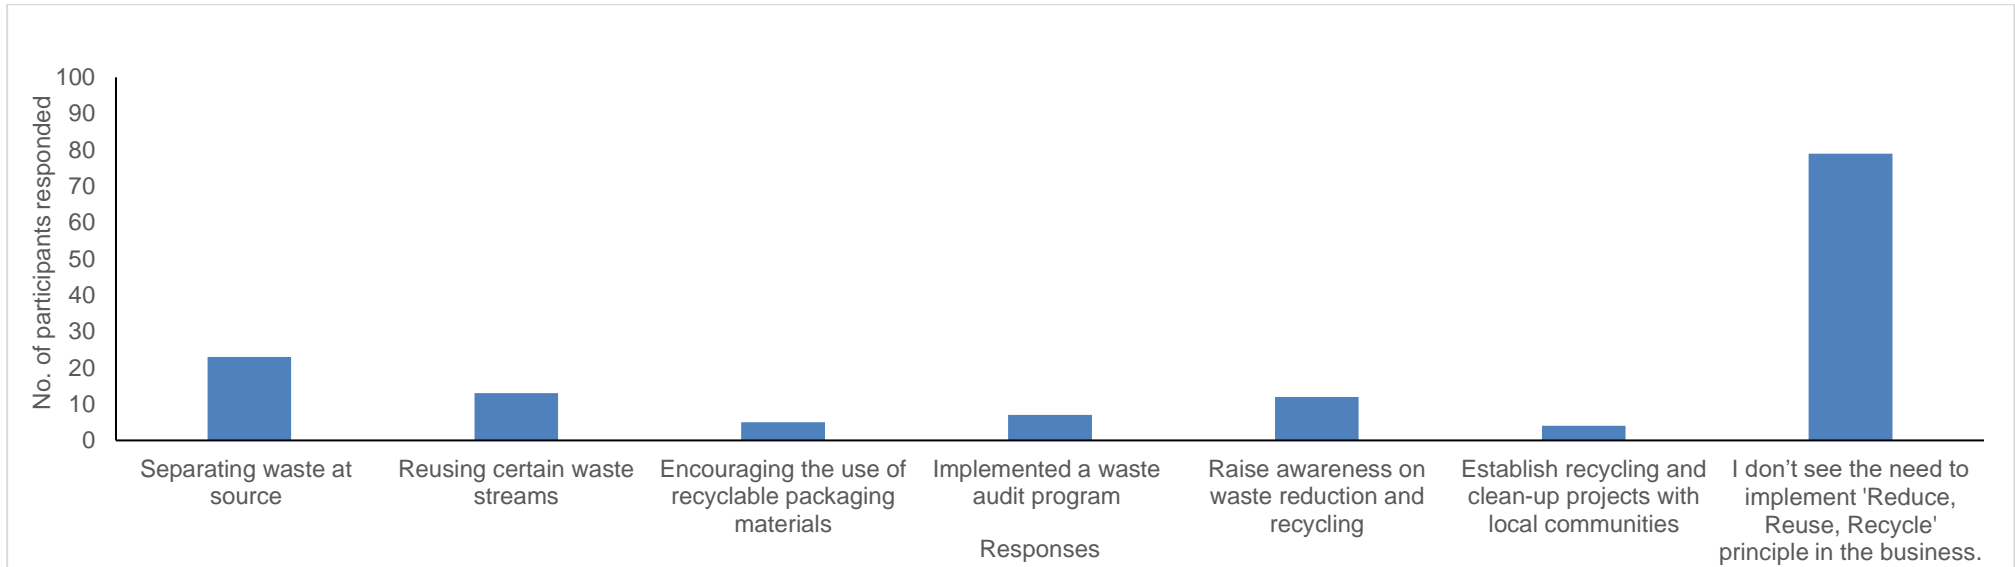 No. of participants responded
100
90
80
70
60
50
40
30
20
10
0
Separating waste at
source
Reusing certain waste
streams
Encouraging the use of
recyclable packaging
materials
Implemented a waste
audit program
Raise awareness on
waste reduction and
recycling
Establish recycling and
clean-up projects with
local communities
I don’t see the need to
implement 'Reduce,
Reuse, Recycle'
principle in the business.
Responses